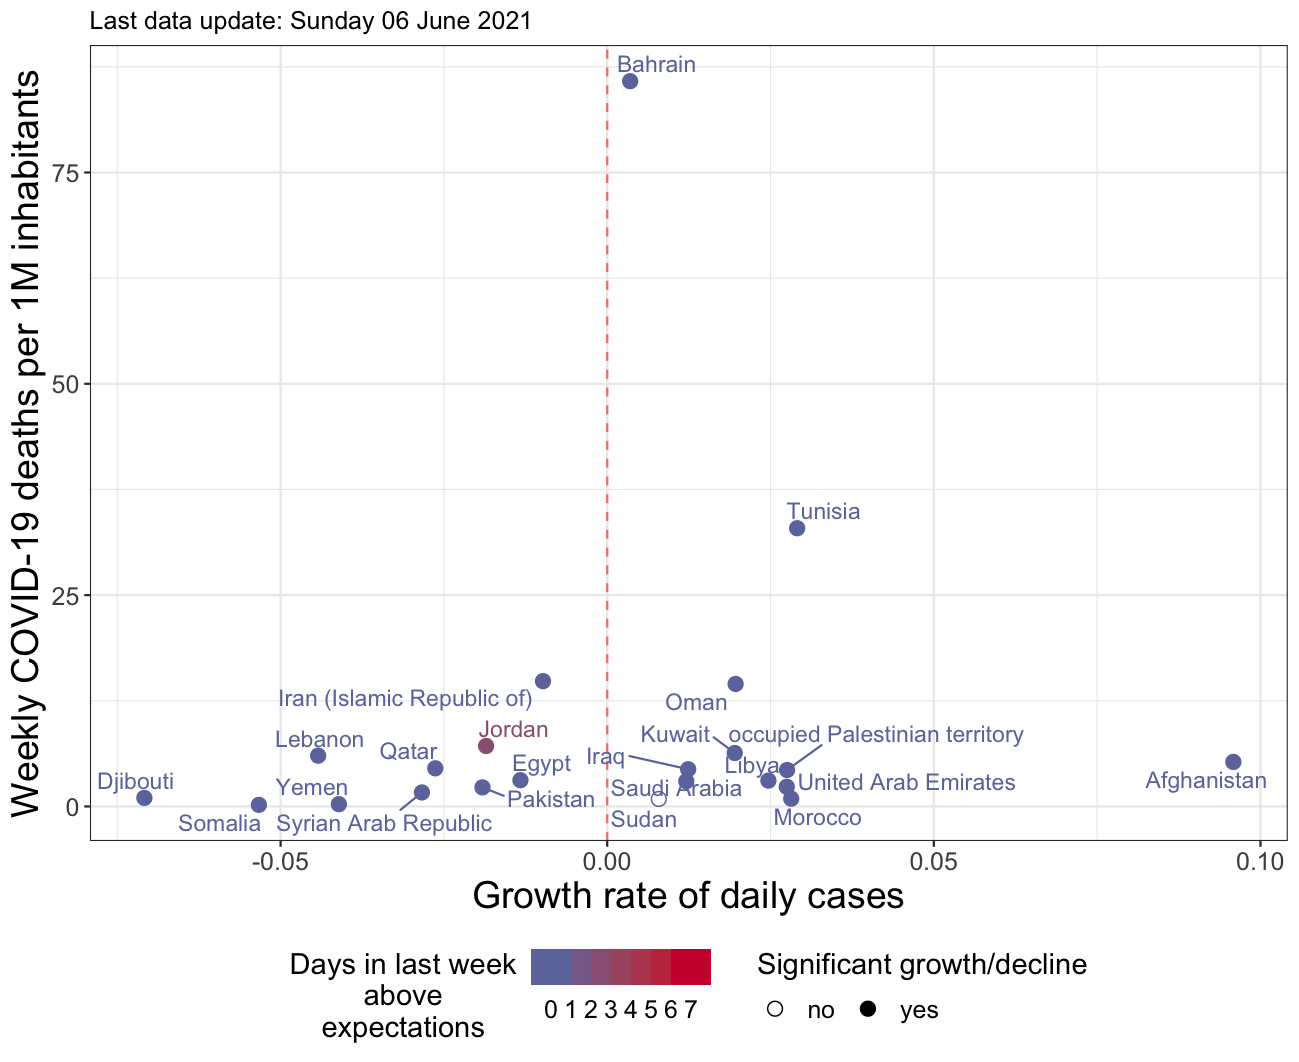 Last data update: Sunday 06 June 2021
Weekly COVID-19 deaths per 1M inhabitants
75
50
25
0
Bahrain
Tunisia
Iran (Islamic Republic of)
Oman
Jordan
Kuwait
occupied Palestinian territory
Lebanon
Qatar
Iraq
Egypt
Libya
Djibouti
Yemen
Saudi Arabia
United Arab Emirates
Afghanistan
Pakistan
Somalia
Syrian Arab Republic
Sudan
Morocco
-0.05
0.00
0.05
0.10
Growth rate of daily cases
Days in last week
above
expectations
0 1 2 3 4 5 6 7
Significant growth/decline
no
yes